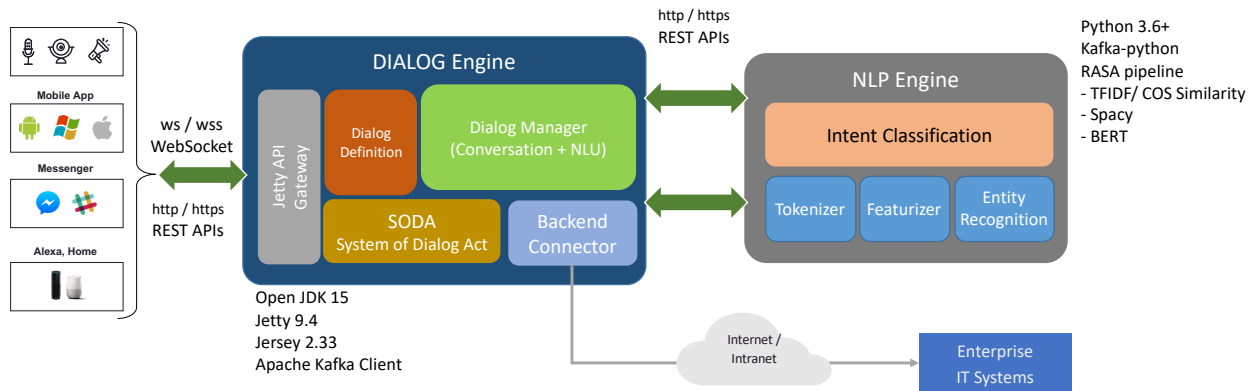 Mobile App
Messenger
Alexa, Home
ws / wss
WebSocket
http / https
REST APIs
DIALOG Engine
Jetty API
Gateway
Dialog
Definition
Dialog Manager
(Conversation + NLU)
SODA
System of Dialog Act
Backend
Connector
Open JDK 15
Jetty 9.4
Jersey 2.33
Apache Kafka Client
http / https
REST APIs
NLP Engine
Intent Classification
Tokenizer
Featurizer
Entity
Recognition
Python 3.6+
Kafka-python
RASA pipeline
- TFIDF/ COS Similarity
- Spacy
- BERT
Internet /
Intranet
Enterprise
IT Systems